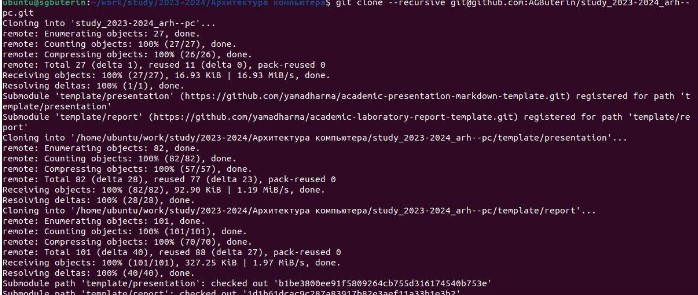 ubuntu@sgbuterin:~/work/study/2023-2024/Архитектура компьютера$ git clone --recursive git@github.com:AGButerin/study_2023-2024_arh--
pc.git
Cloning into 'study_2023-2024_arh--pc'...
remote: Enumerating objects: 27, done.
remote: Counting objects: 100% (27/27), done.
remote: Compressing objects: 100% (26/26), done.
remote: Total 27 (delta 1), reused 11 (delta 0), pack-reused 0
Receiving objects: 100% (27/27), 16.93 KiB | 16.93 MiB/s, done.
Resolving deltas: 100% (1/1), done.
Submodule 'template/presentation' (https://github.com/yamadharma/academic-presentation-markdown-template.git) registered for path 't
emplate/presentation'
Submodule 'template/report' (https://github.com/yamadharma/academic-laboratory-report-template.git) registered for path 'template/re
port'
Cloning into '/home/ubuntu/work/study/2023-2024/Архитектура компьютера/study_2023-2024_arh--pc/template/presentation'...
remote: Enumerating objects: 82, done.
remote: Counting objects: 100% (82/82), done.
remote: Compressing objects: 100% (57/57), done.
remote: Total 82 (delta 28), reused 77 (delta 23), pack-reused 0
Receiving objects: 100% (82/82), 92.90 KiB | 1.19 MiB/s, done.
Resolving deltas: 100% (28/28), done.
Cloning into '/home/ubuntu/work/study/2023-2024/Архитектура компьютера/study_2023-2024_arh--pc/template/report'...
remote: Enumerating objects: 101, done.
remote: Counting objects: 100% (101/101), done.
remote: Compressing objects: 100% (70/70), done.
remote: Total 101 (delta 40), reused 88 (delta 27), pack-reused 0
Receiving objects: 100% (101/101), 327.25 KiB | 1.97 MiB/s, done.
Resolving deltas: 100% (40/40), done.
Submodule path 'template/presentation': checked out 'b1be3800ee91f5809264cb755d316174540b753e'
Submodule path 'template/report': checked out '1d1b61dcac9c287a83917b82e3aef11a33b1e3b2'